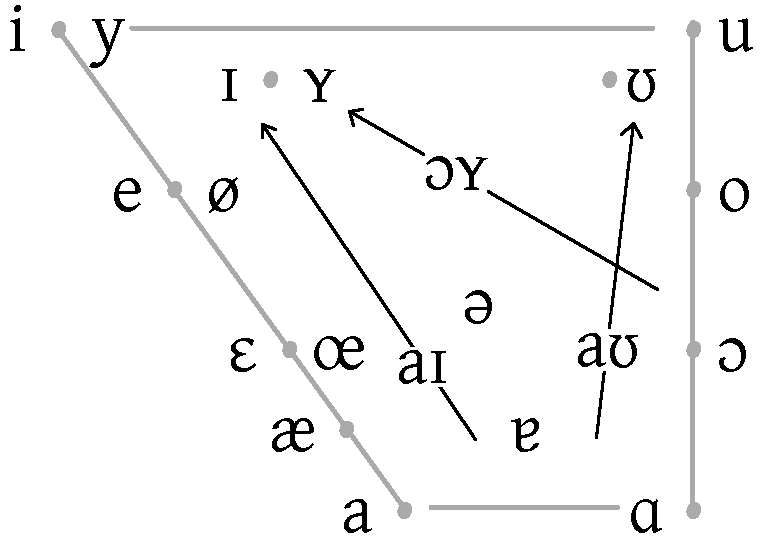 i y u
ɪ ʏ ʊ
ɔʏ
e ø o
ə
ɛ œ aɪ aʊ ɔ
æ ɐ
a ɑ